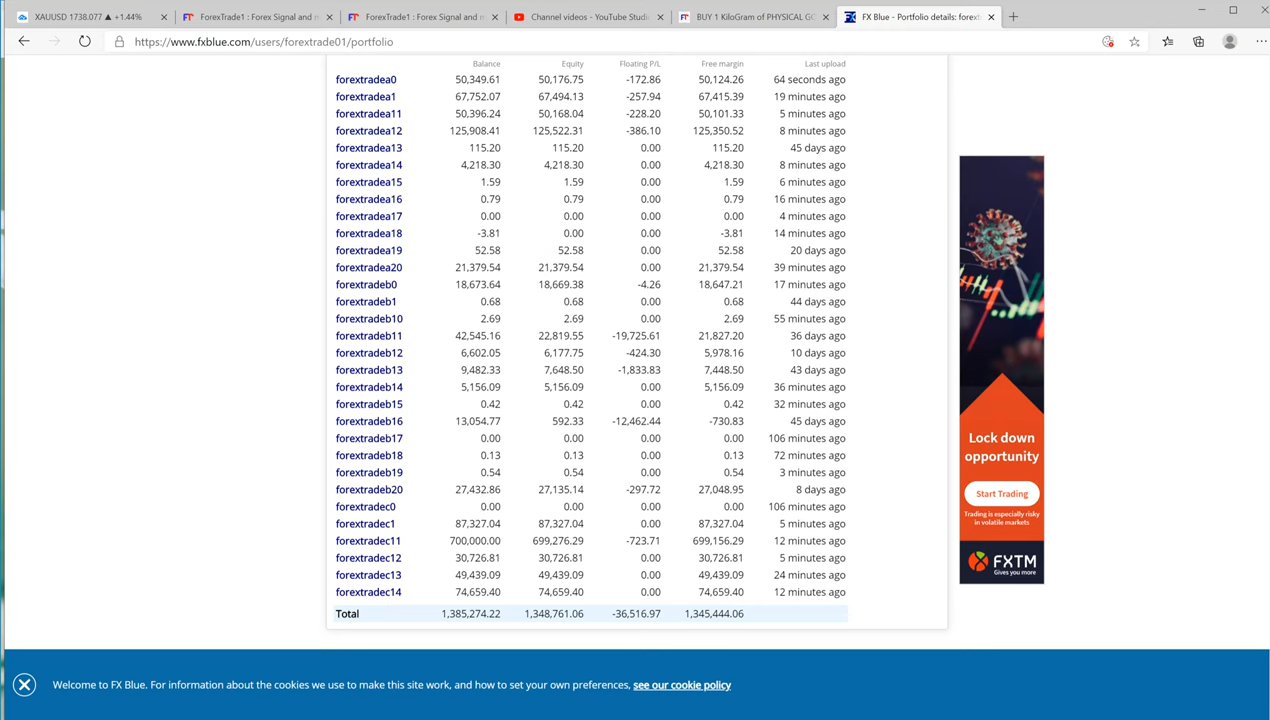 XAUUSD 1738.077 ▲ +1.44%
ForexTrade1 : Forex Signal and m
ForexTrade1 : Forex Signal and m
Channel videos - YouTube Studi
BUY 1 KiloGram of PHYSICAL GO
FX Blue - Portfolio details: forext
https://www.fxblue.com/users/forextrade01/portfolio
Balance Equity Floating P/L Free margin Last upload
forextradea0 50,349.61 50,176.75 -172.86 50,124.26 64 seconds ago
forextradea1 67,752.07 67,494.13 -257.94 67,415.39 19 minutes ago
forextradea11 50,396.24 50,168.04 -228.20 50,101.33 5 minutes ago
forextradea12 125,908.41 125,522.31 -386.10 125,350.52 8 minutes ago
forextradea13 115.20 115.20 0.00 115.20 45 days ago
forextradea14 4,218.30 4,218.30 0.00 4,218.30 8 minutes ago
forextradea15 1.59 1.59 0.00 1.59 6 minutes ago
forextradea16 0.79 0.79 0.00 0.79 16 minutes ago
forextradea17 0.00 0.00 0.00 0.00 4 minutes ago
forextradea18 -3.81 0.00 0.00 -3.81 14 minutes ago
forextradea19 52.58 52.58 0.00 52.58 20 days ago
forextradea20 21,379.54 21,379.54 0.00 21,379.54 39 minutes ago
forextradeb0 18,673.64 18,669.38 -4.26 18,647.21 17 minutes ago
forextradeb1 0.68 0.68 0.00 0.68 44 days ago
forextradeb10 2.69 2.69 0.00 2.69 55 minutes ago
forextradeb11 42,545.16 22,819.55 -19,725.61 21,827.20 36 days ago
forextradeb12 6,602.05 6,177.75 -424.30 5,978.16 10 days ago
forextradeb13 9,482.33 7,648.50 -1,833.83 7,448.50 43 days ago
forextradeb14 5,156.09 5,156.09 0.00 5,156.09 36 minutes ago
forextradeb15 0.42 0.42 0.00 0.42 32 minutes ago
forextradeb16 13,054.77 592.33 -12,462.44 -730.83 45 days ago
forextradeb17 0.00 0.00 0.00 0.00 106 minutes ago
forextradeb18 0.13 0.13 0.00 0.13 72 minutes ago
forextradeb19 0.54 0.54 0.00 0.54 3 minutes ago
forextradeb20 27,432.86 27,135.14 -297.72 27,048.95 8 days ago
forextradec0 0.00 0.00 0.00 0.00 106 minutes ago
forextradec1 87,327.04 87,327.04 0.00 87,327.04 5 minutes ago
forextradec11 700,000.00 699,276.29 -723.71 699,156.29 12 minutes ago
forextradec12 30,726.81 30,726.81 0.00 30,726.81 5 minutes ago
forextradec13 49,439.09 49,439.09 0.00 49,439.09 24 minutes ago
forextradec14 74,659.40 74,659.40 0.00 74,659.40 12 minutes ago
Total 1,385,274.22 1,348,761.06 -36,516.97 1,345,444.06
Lock down
opportunity
Start Trading
Trading is especially risky
in volatile markets
FXTM
Gives you more
Welcome to FX Blue. For information about the cookies we use to make this site work, and how to set your own preferences, see our cookie policy